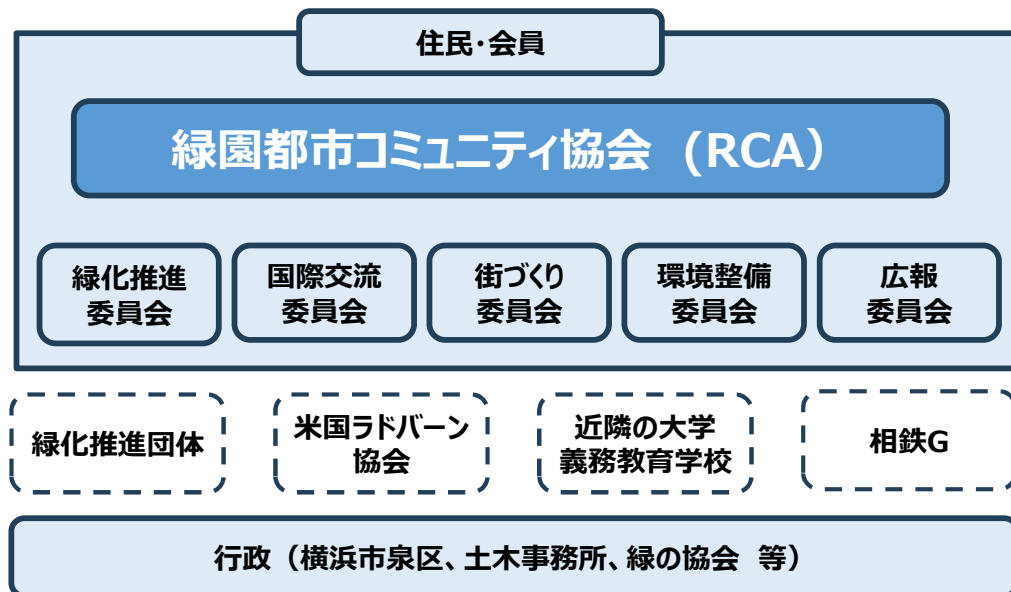 住民・会員
緑園都市コミュニティ協会 (RCA)
緑化推進
委員会
国際交流
委員会
街づくり
委員会
環境整備
委員会
広報
委員会
緑化推進団体
米国ラドバーン
協会
近隣の大学
義務教育学校
相鉄G
行政（横浜市泉区、土木事務所、緑の協会 等）